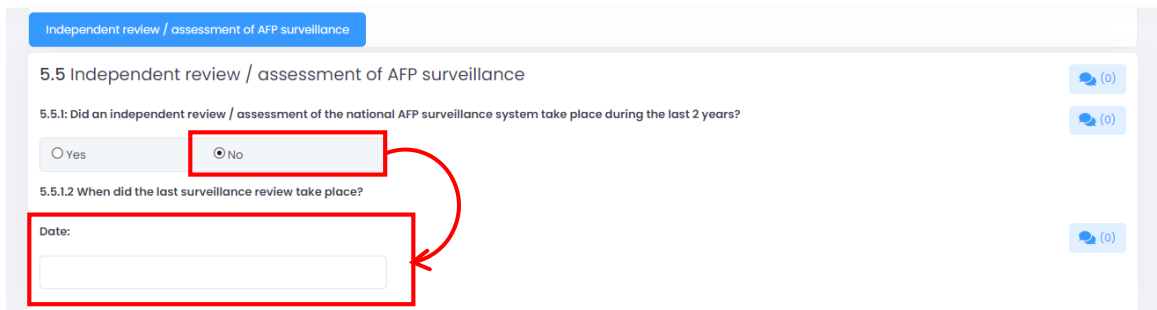 Independent review / assessment of AFP surveillance
5.5 Independent review / assessment of AFP surveillance
(0)
5.5.1: Did an independent review / assessment of the national AFP surveillance system take place during the last 2 years?
(0)
Yes
No
5.5.1.2 When did the last surveillance review take place?
Date:
(0)